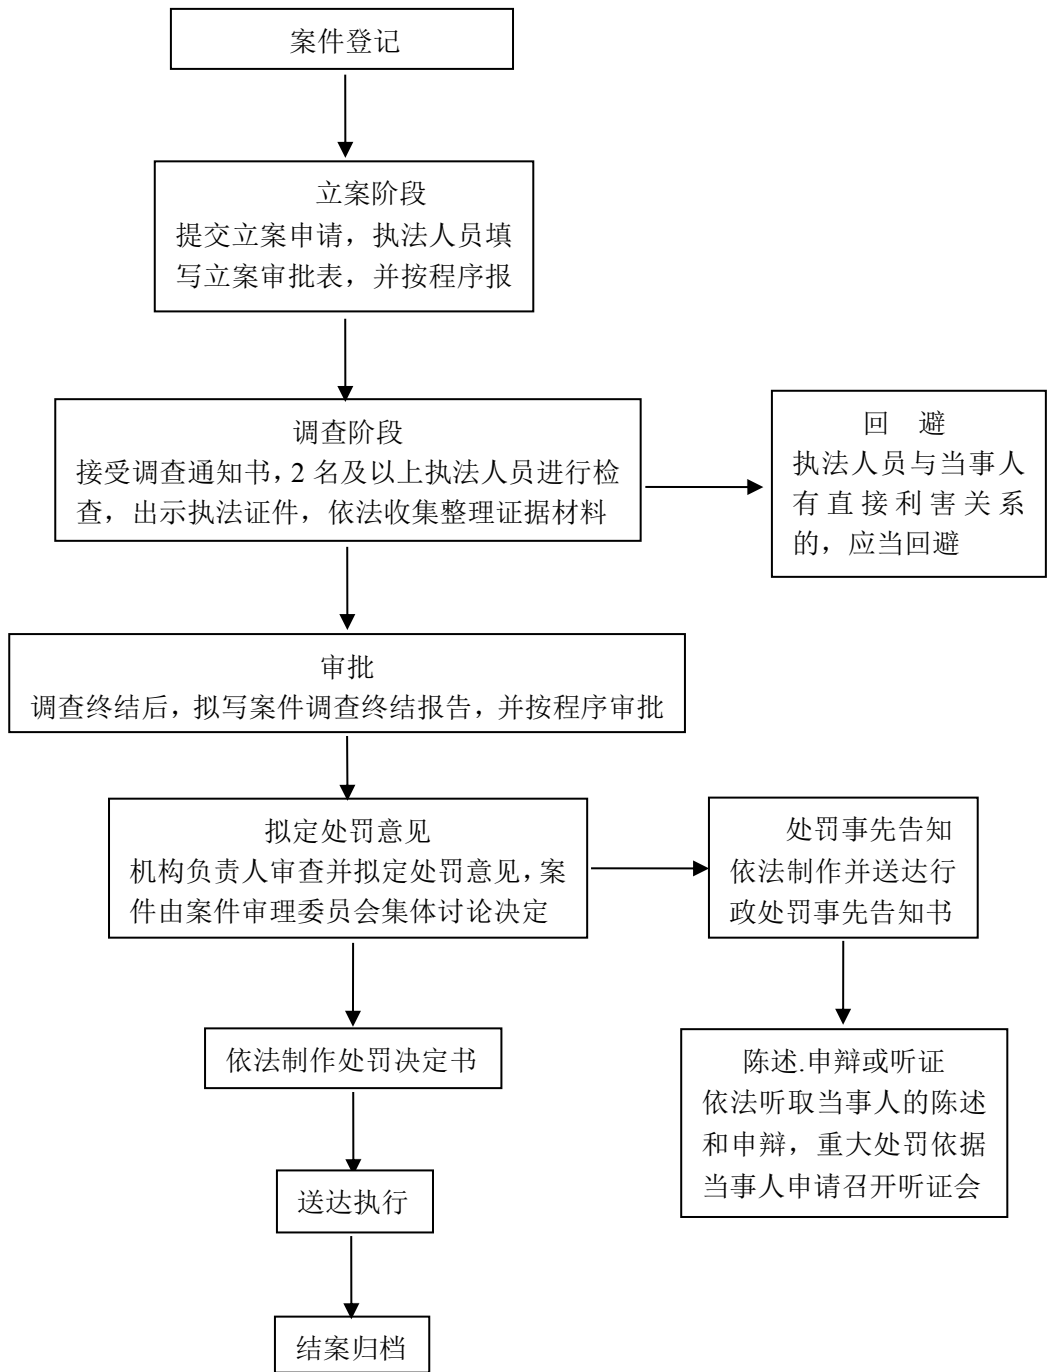 案件登记
立案阶段
提交立案申请，执法人员填
写立案审批表，并按程序报
调查阶段
接受调查通知书，2 名及以上执法人员进行检
查，出示执法证件，依法收集整理证据材料
回 避
执法人员与当事人
有直接利害关系
的，应当回避
审批
调查终结后，拟写案件调查终结报告，并按程序审批
拟定处罚意见
机构负责人审查并拟定处罚意见，案
件由案件审理委员会集体讨论决定
处罚事先告知
依法制作并送达行
政处罚事先告知书
依法制作处罚决定书
陈述.申辩或听证
依法听取当事人的陈述
和申辩，重大处罚依据
当事人申请召开听证会
送达执行
结案归档